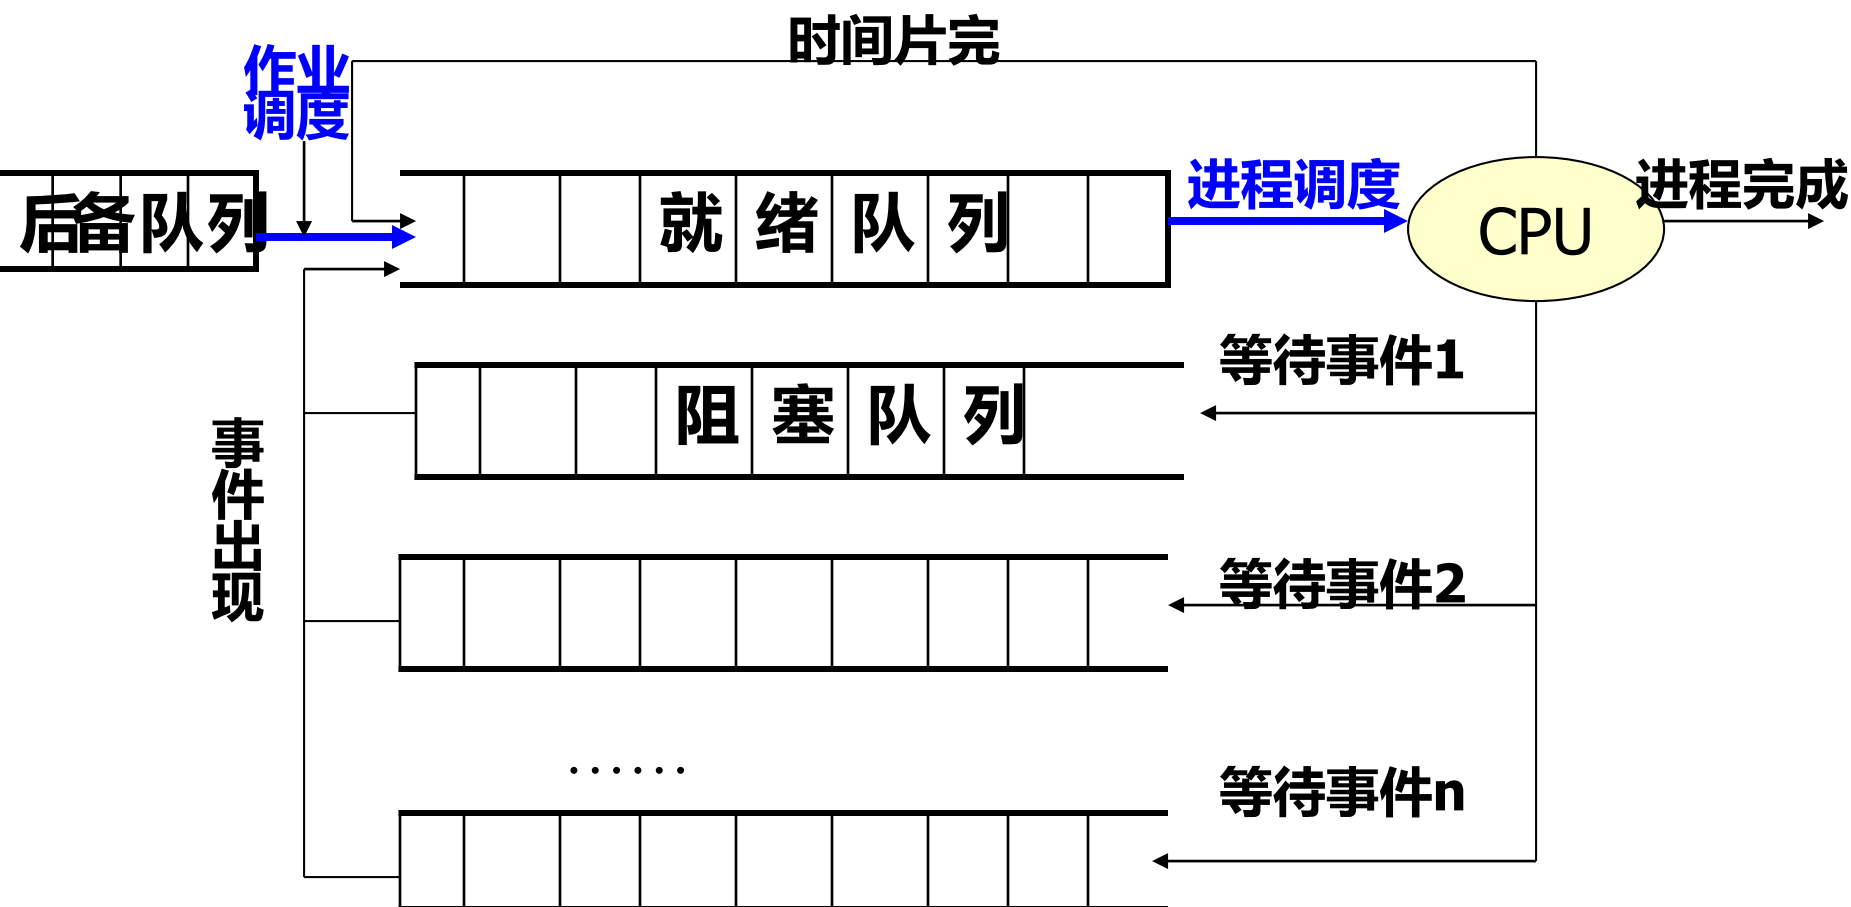 时间片完
作业
调度
后备队列
就绪队列
进程调度
CPU
进程完成
等待事件1
阻塞队列
事件出现
等待事件2
……
等待事件n